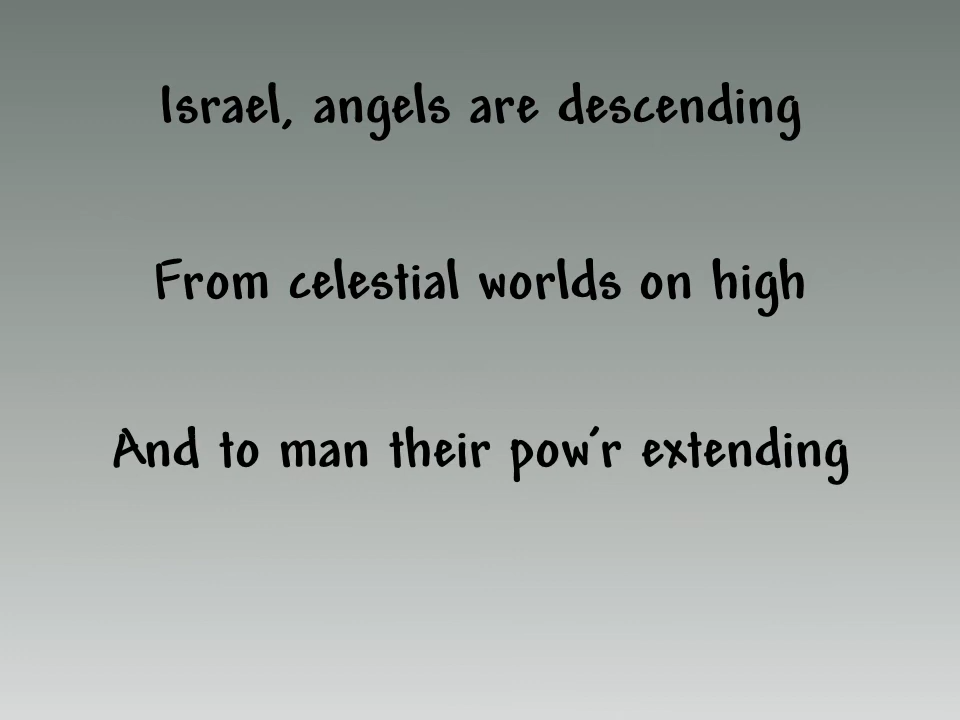 Israel, angels are descending
From celestial worlds on high
And to man their pow'r extending